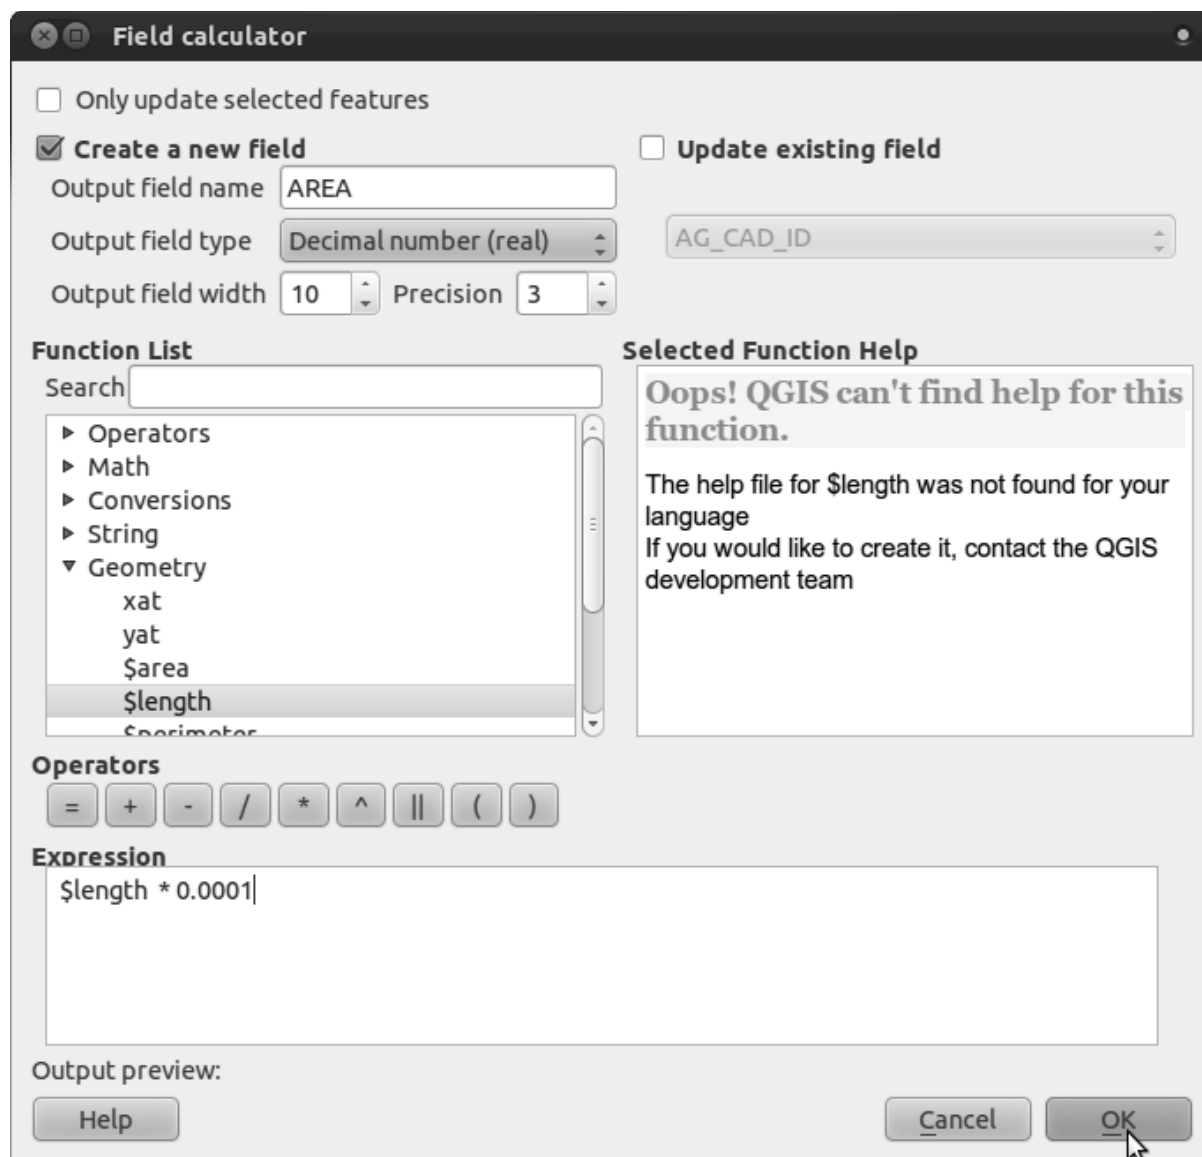 Field calculator
Only update selected features
Create a new field
Update existing field
Output field name AREA
Output field type Decimal number (real)
AG_CAD_ID
Output field width 10 Precision 3
Function List
Selected Function Help
Search
Operators
Math
Conversions
String
Geometry
xat
yat
$area
$length
$perimeter
Oops! QGIS can't find help for this
function.
The help file for $length was not found for your
language
If you would like to create it, contact the QGIS
development team
Operators
= + - / * ^ || ( )
Expression
$length * 0.0001
Output preview:
Help Cancel OK